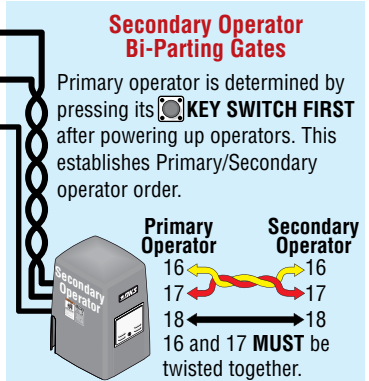 Secondary Operator
Bi-Parting Gates
Primary operator is determined by
pressing its KEY SWITCH FIRST
after powering up operators. This
establishes Primary/Secondary
operator order.
Primary Operator
Secondary Operator
16 16
17 17
18 18
16 and 17 MUST be
twisted together.
Secondary
Operator